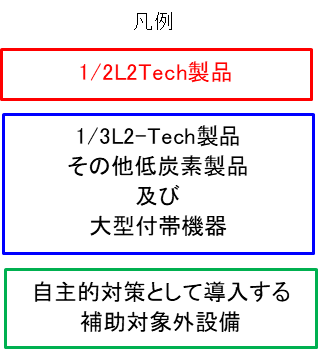 凡例
1/2L2Tech製品
1/3L2-Tech製品
その他低炭素製品
及び
大型付帯機器
自主的対策として導入する
補助対象外設備